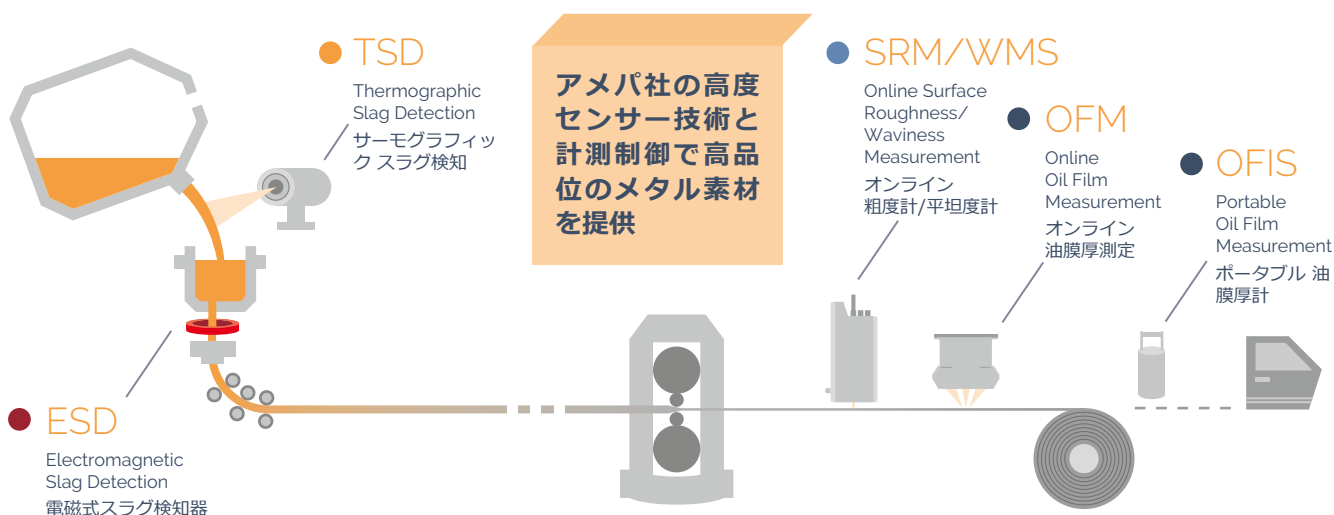 TSD
Thermographic
Slag Detection
サーモグラフィッ
ク スラグ検知
アメパ社の高度
センサー技術と
計測制御で高品
位のメタル素材
を提供
SRM/WMS
Online Surface
Roughness/
Waviness
Measurement
オンライン
粗度計/平坦度計
OFM
Online
Oil Film
Measurement
オンライン
油膜厚測定
OFIS
Portable
Oil Film
Measurement
ポータブル 油
膜厚計
ESD
Electromagnetic
Slag Detection
電磁式スラグ検知器